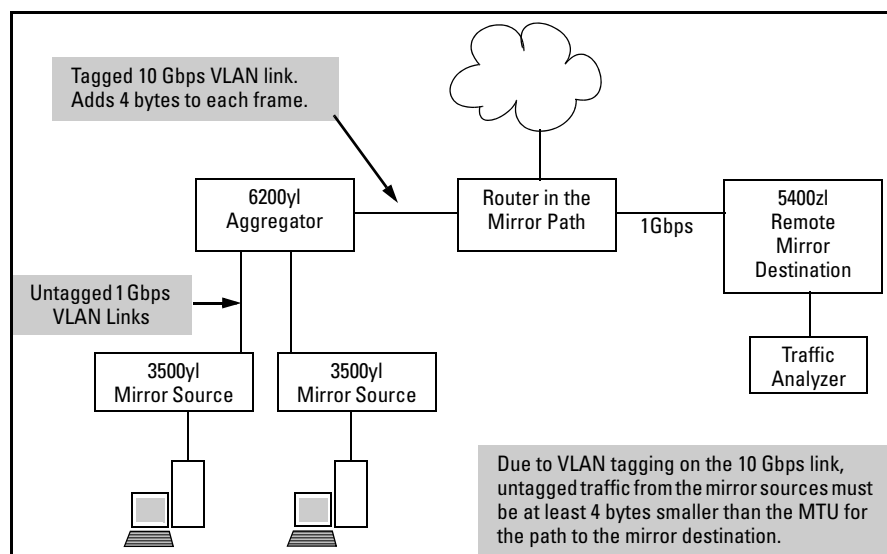 Tagged 10 Gbps VLAN link.
Adds 4 bytes to each frame.
6200yl
Aggregator
Router in the
Mirror Path
1Gbps
5400zl
Remote
Mirror
Destination
Untagged 1 Gbps
VLAN Links
3500yl
Mirror Source
3500yl
Mirror Source
Traffic
Analyzer
Due to VLAN tagging on the 10 Gbps link,
untagged traffic from the mirror sources must
be at least 4 bytes smaller than the MTU for
the path to the mirror destination.